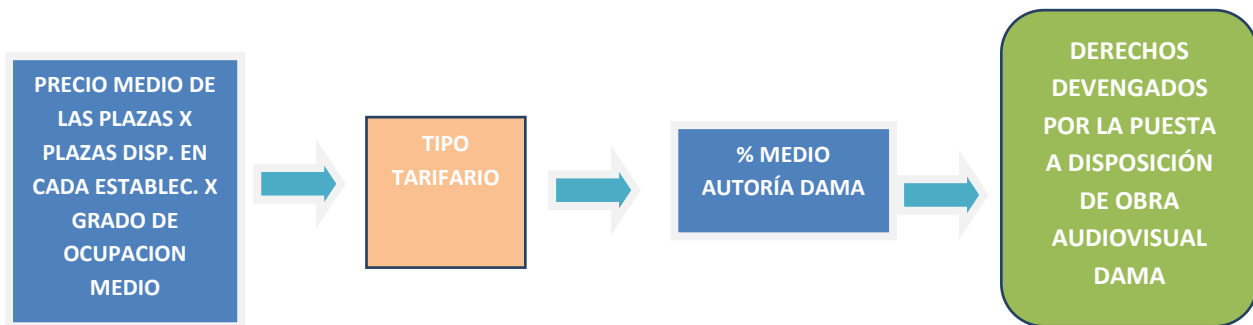 PRECIO MEDIO DE
LAS PLAZAS X
PLAZAS DISP. EN
CADA ESTABLEC. X
GRADO DE
OCUPACION
MEDIO
TIPO
TARIFARIO
% MEDIO
AUTORÍA DAMA
DERECHOS
DEVENGADOS
POR LA PUESTA
A DISPOSICIÓN
DE OBRA
AUDIOVISUAL
DAMA